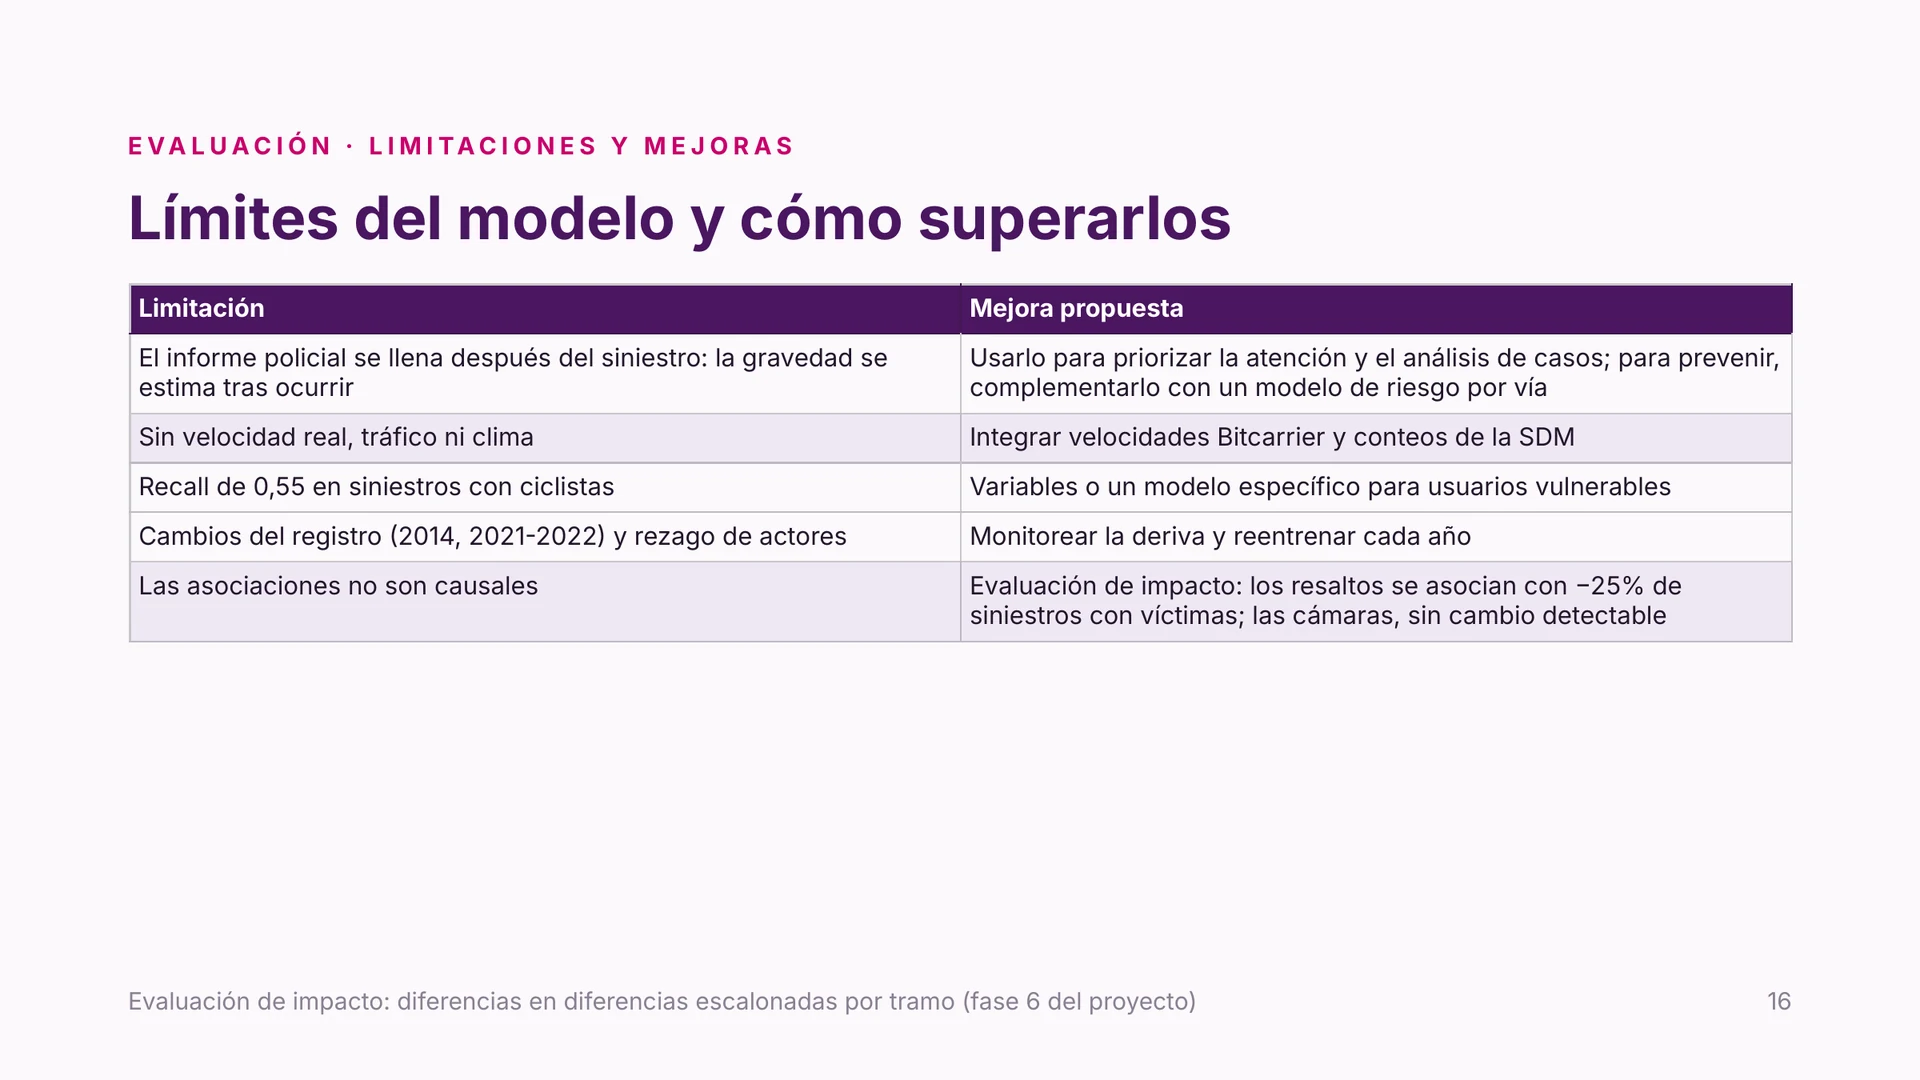 EVALUACIÓN · LIMITACIONES Y MEJORAS
Límites del modelo y cómo superarlos
Limitación
Mejora propuesta
El informe policial se llena después del siniestro: la gravedad se
estima tras ocurrir
Usarlo para priorizar la atención y el análisis de casos; para prevenir,
complementarlo con un modelo de riesgo por vía
Sin velocidad real, tráfico ni clima
Integrar velocidades Bitcarrier y conteos de la SDM
Recall de 0,55 en siniestros con ciclistas
Variables o un modelo específico para usuarios vulnerables
Cambios del registro (2014, 2021-2022) y rezago de actores
Monitorear la deriva y reentrenar cada año
Las asociaciones no son causales
Evaluación de impacto: los resaltos se asocian con −25% de
siniestros con víctimas; las cámaras, sin cambio detectable
Evaluación de impacto: diferencias en diferencias escalonadas por tramo (fase 6 del proyecto)
16